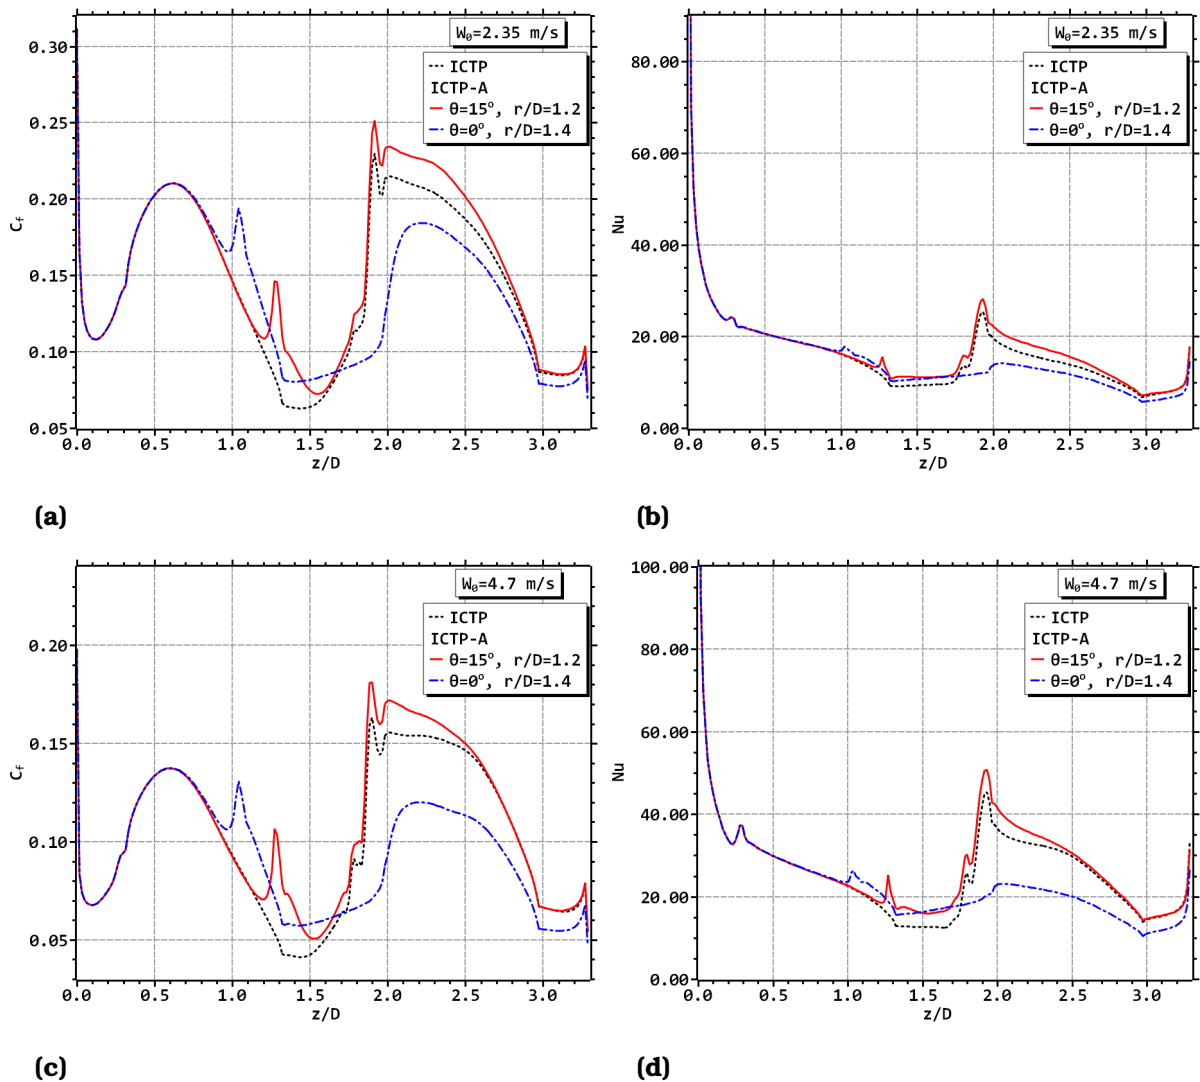 W₀=2.35 m/s
ICTP
ICTP-A
θ=15°, r/D=1.2
θ=0°, r/D=1.4
0.30
0.25
0.20
0.15
0.10
0.05
C_f
0.0 0.5 1.0 1.5 2.0 2.5 3.0
z/D
(a)
W₀=2.35 m/s
ICTP
ICTP-A
θ=15°, r/D=1.2
θ=0°, r/D=1.4
80.00
60.00
40.00
20.00
0.00
Nu
0.0 0.5 1.0 1.5 2.0 2.5 3.0
z/D
(b)
W₀=4.7 m/s
ICTP
ICTP-A
θ=15°, r/D=1.2
θ=0°, r/D=1.4
0.20
0.15
0.10
0.05
C_f
0.0 0.5 1.0 1.5 2.0 2.5 3.0
z/D
(c)
W₀=4.7 m/s
ICTP
ICTP-A
θ=15°, r/D=1.2
θ=0°, r/D=1.4
100.00
80.00
60.00
40.00
20.00
0.00
Nu
0.0 0.5 1.0 1.5 2.0 2.5 3.0
z/D
(d)